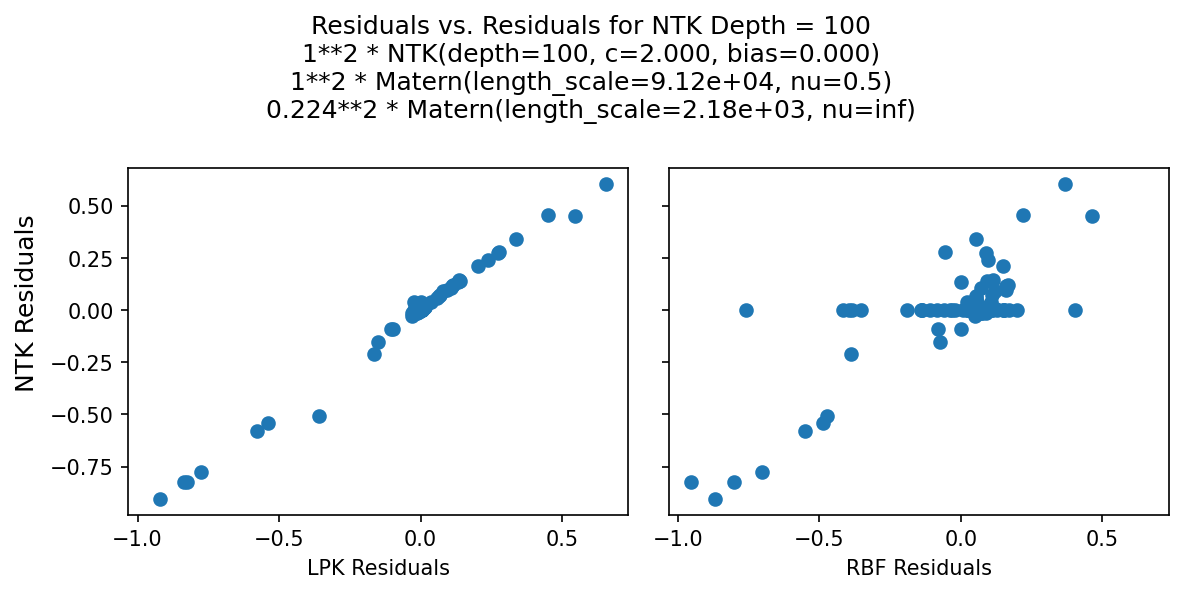 Residuals vs. Residuals for NTK Depth = 100
1**2 * NTK(depth=100, c=2.000, bias=0.000)
1**2 * Matern(length_scale=9.12e+04, nu=0.5)
0.224**2 * Matern(length_scale=2.18e+03, nu=inf)
NTK Residuals
0.50
0.25
0.00
−0.25
−0.50
−0.75
−1.0 −0.5 0.0 0.5
LPK Residuals
−1.0 −0.5 0.0 0.5
RBF Residuals